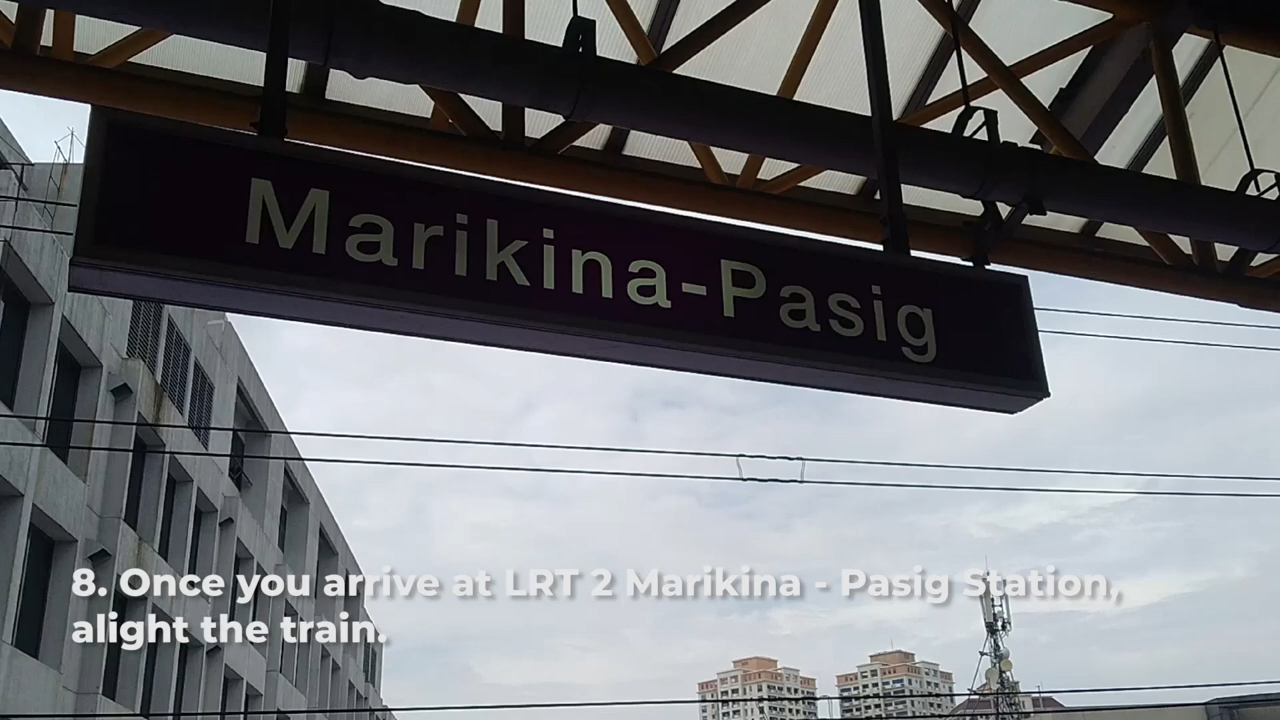 Marikina-Pasig
8. Once you arrive at LRT 2 Marikina - Pasig Station,
alight the train.